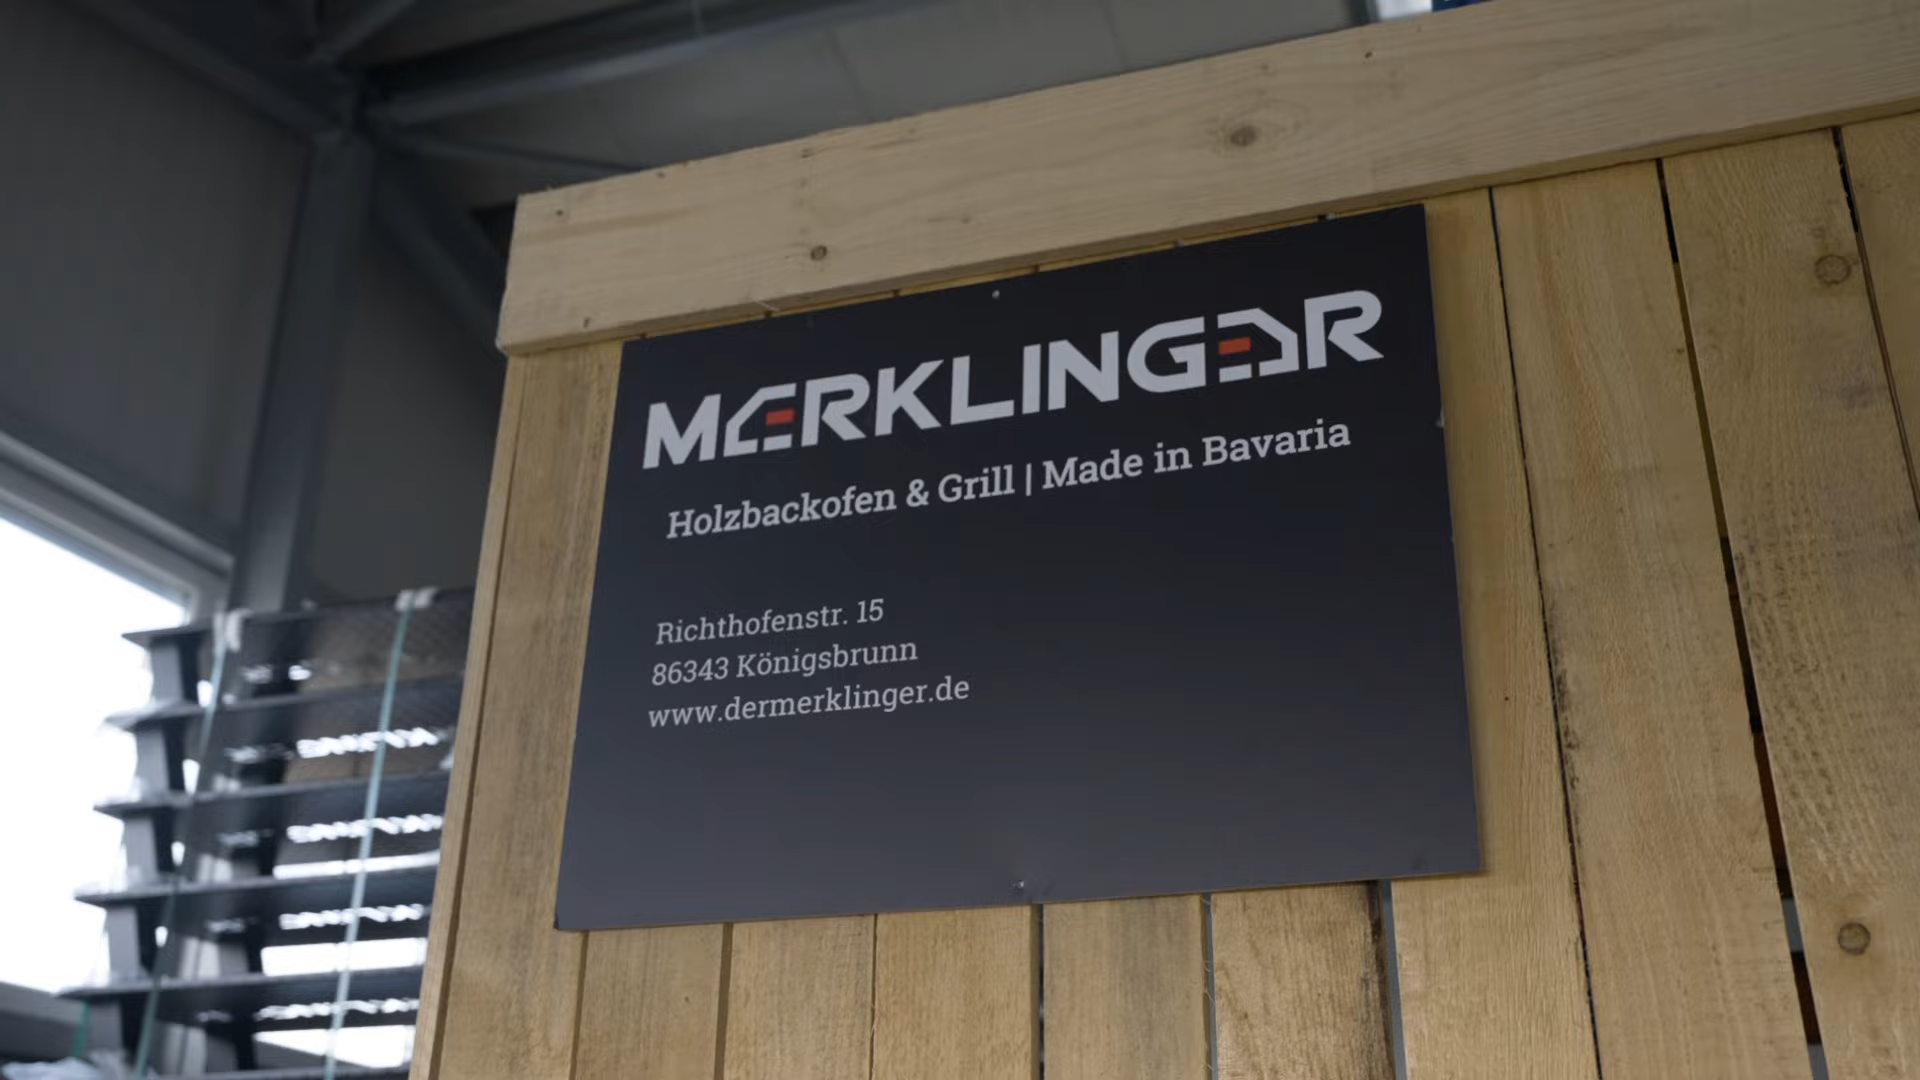 MERKLINGER
Holzbackofen & Grill | Made in Bavaria
Richthofenstr. 15
86343 Königsbrunn
www.dermerklinger.de